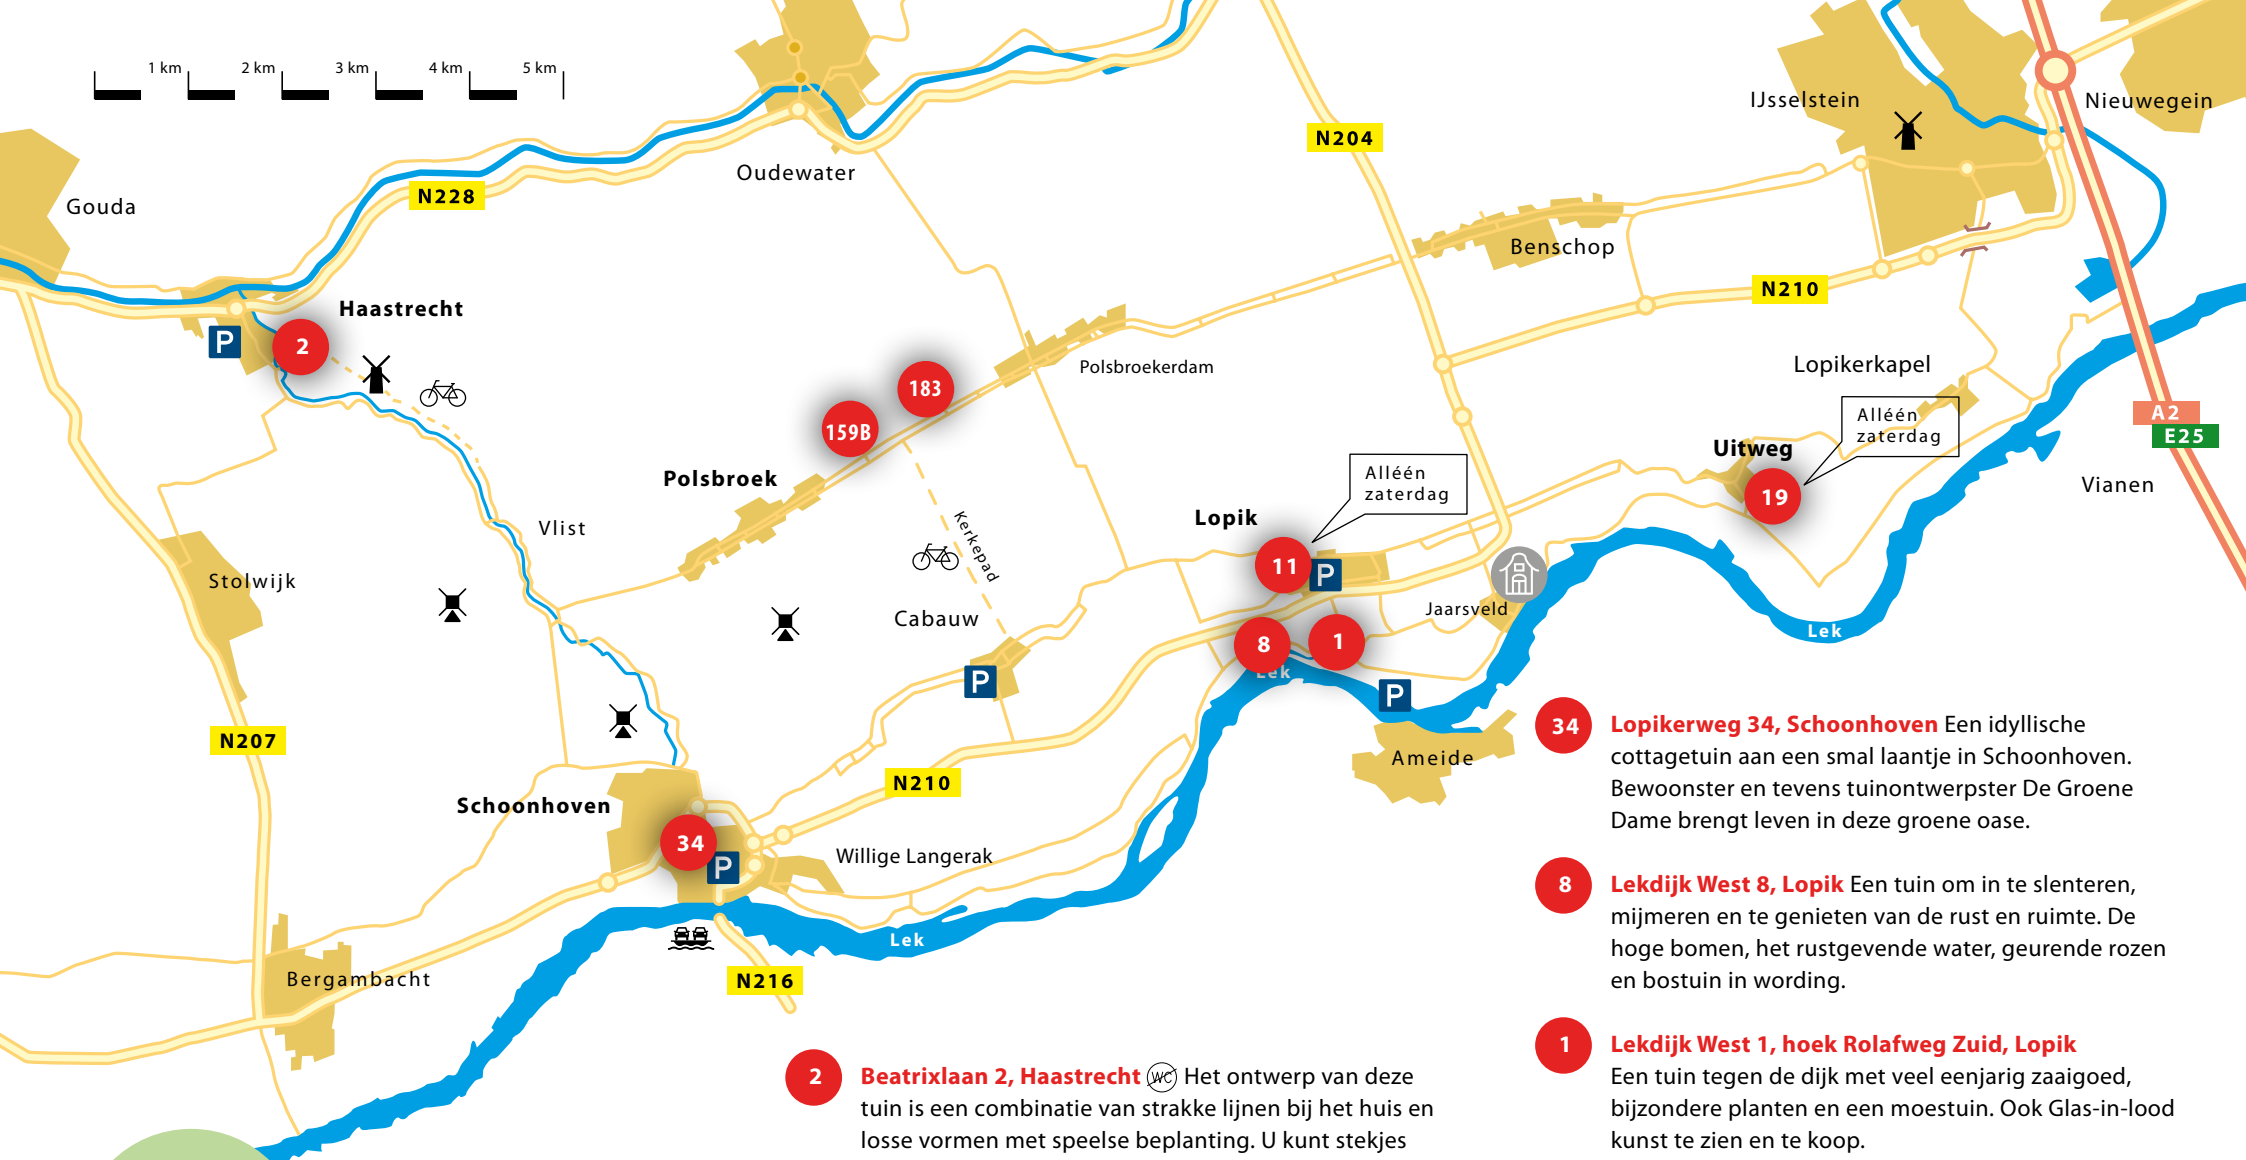 1 km
2 km
3 km
4 km
5 km
N204
IJsselstein
Nieuwegein
Oudewater
N228
Gouda
Benschop
N210
Haastrecht
P
2
Polsbroekerdam
Lopikerkapel
183
159B
A2
E25
Alléén
zaterdag
Uitweg
19
Vianen
Polsbroek
Alléén
zaterdag
Lopik
11
P
Vlist
Kerkepad
Stolwijk
Cabauw
Jaarsveld
Lek
8
1
Lek
P
P
N207
N210
Ameide
Schoonhoven
34
P
Willige Langerak
Lek
N216
Bergambacht
34
Lopikerweg 34, Schoonhoven Een idyllische
cottagetuin aan een smal laantje in Schoonhoven.
Bewoonster en tevens tuinontwerpster De Groene
Dame brengt leven in deze groene oase.
8
Lekdijk West 8, Lopik Een tuin om in te slenteren,
mijmeren en te genieten van de rust en ruimte. De
hoge bomen, het rustgevende water, geurende rozen
en bostuin in wording.
1
Lekdijk West 1, hoek Rolafweg Zuid, Lopik
Een tuin tegen de dijk met veel eenjarig zaaigoed,
bijzondere planten en een moestuin. Ook Glas-in-lood
kunst te zien en te koop.
2
Beatrixlaan 2, Haastrecht WC Het ontwerp van deze
tuin is een combinatie van strakke lijnen bij het huis en
losse vormen met speelse beplanting. U kunt stekjes